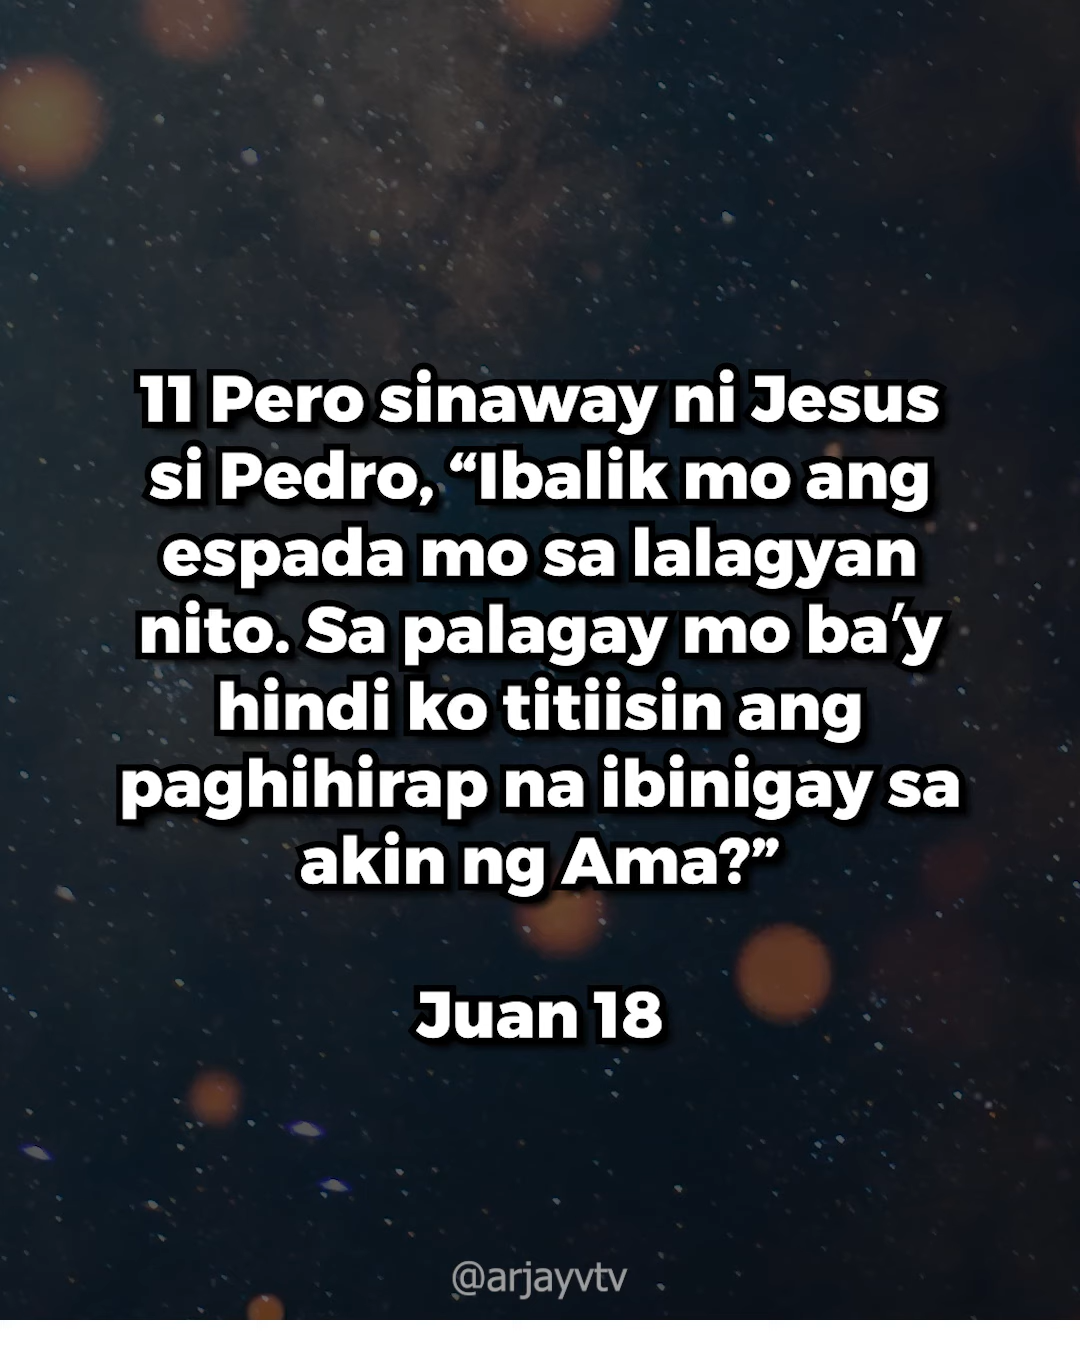 11 Pero sinaway ni Jesus
si Pedro, “Ibalik mo ang
espada mo sa lalagyan
nito. Sa palagay mo ba’y
hindi ko titiisin ang
paghihirap na ibinigay sa
akin ng Ama?”
Juan 18
@arjayvtv